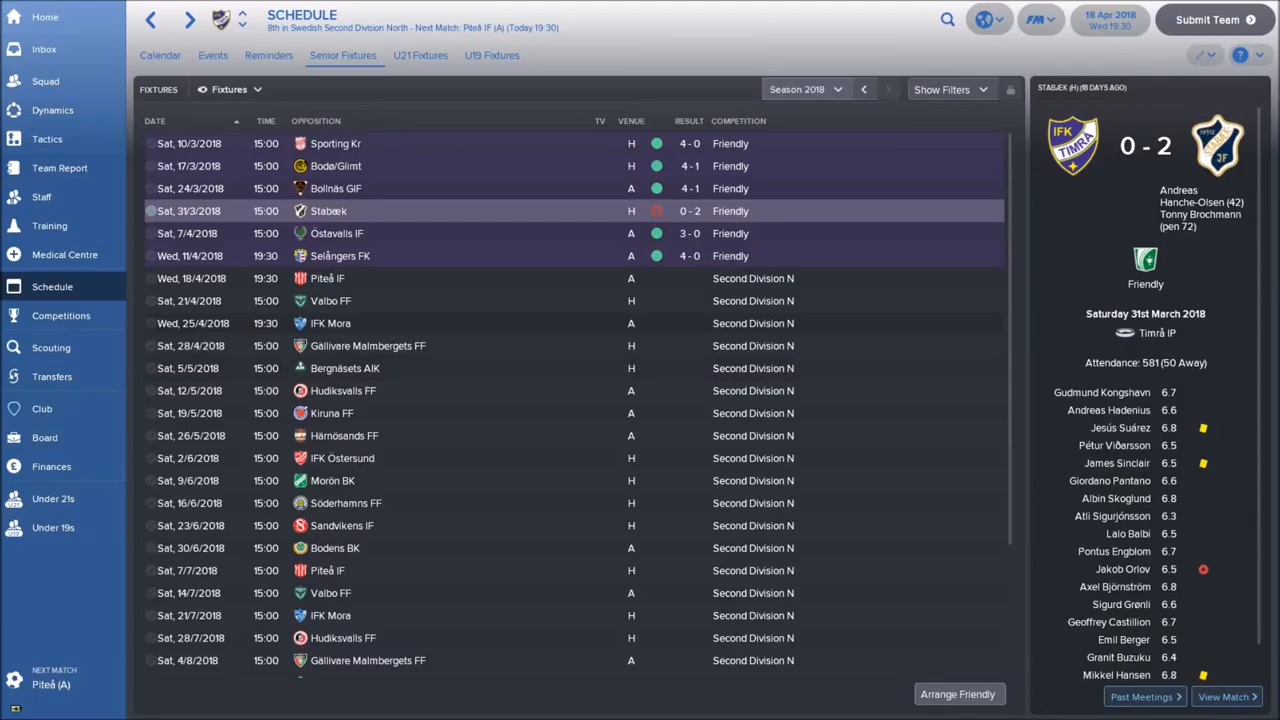 Home
Inbox
Squad
Dynamics
Tactics
Team Report
Staff
Training
Medical Centre
Schedule
Competitions
Scouting
Transfers
Club
Board
Finances
Under 21s
Under 19s
NEXT MATCH
Piteå (A)
SCHEDULE
8th in Swedish Second Division North - Next Match: Piteå IF (A) (Today 19:30)
FM
18 Apr 2018
Wed 19:30
Submit Team
Calendar Events Reminders Senior Fixtures U21 Fixtures U19 Fixtures
?
FIXTURES Fixtures Season 2018 Show Filters
DATE TIME OPPOSITION TV VENUE RESULT COMPETITION
Sat, 10/3/2018 15:00 Sporting Kr H 4-0 Friendly
Sat, 17/3/2018 15:00 Bodø/Glimt H 4-1 Friendly
Sat, 24/3/2018 15:00 Bollnäs GIF A 4-1 Friendly
Sat, 31/3/2018 15:00 Stabæk H 0-2 Friendly
Sat, 7/4/2018 15:00 Östavalls IF A 3-0 Friendly
Wed, 11/4/2018 19:30 Selångers FK A 4-0 Friendly
Wed, 18/4/2018 19:30 Piteå IF A Second Division N
Sat, 21/4/2018 15:00 Valbo FF H Second Division N
Wed, 25/4/2018 19:30 IFK Mora A Second Division N
Sat, 28/4/2018 15:00 Gällivare Malmbergets FF H Second Division N
Sat, 5/5/2018 15:00 Bergnäsets AIK H Second Division N
Sat, 12/5/2018 15:00 Hudiksvalls FF A Second Division N
Sat, 19/5/2018 15:00 Kiruna FF A Second Division N
Sat, 26/5/2018 15:00 Härnösands FF A Second Division N
Sat, 2/6/2018 15:00 IFK Östersund H Second Division N
Sat, 9/6/2018 15:00 Morön BK H Second Division N
Sat, 16/6/2018 15:00 Söderhamns FF H Second Division N
Sat, 23/6/2018 15:00 Sandvikens IF H Second Division N
Sat, 30/6/2018 15:00 Bodens BK A Second Division N
Sat, 7/7/2018 15:00 Piteå IF H Second Division N
Sat, 14/7/2018 15:00 Valbo FF A Second Division N
Sat, 21/7/2018 15:00 IFK Mora H Second Division N
Sat, 28/7/2018 15:00 Hudiksvalls FF H Second Division N
Sat, 4/8/2018 15:00 Gällivare Malmbergets FF A Second Division N
Arrange Friendly
STABÆK (H) (18 DAYS AGO)
IFK TIMRÅ
0 - 2
STABÆK
JF
Andreas
Hanche-Olsen (42)
Tonny Brochmann
(pen 72)
Friendly
Saturday 31st March 2018
Timrå IP
Attendance: 581 (50 Away)
Gudmund Kongshavn 6.7
Andreas Hadenius 6.6
Jesús Suárez 6.8
Pétur Viðarsson 6.5
James Sinclair 6.5
Giordano Pantano 6.6
Albin Skoglund 6.8
Atli Sigurjónsson 6.3
Lalo Balbi 6.5
Pontus Engblom 6.7
Jakob Orlov 6.5
Axel Björnström 6.8
Sigurd Grønli 6.6
Geoffrey Castillion 6.7
Emil Berger 6.5
Granit Buzuku 6.4
Mikkel Hansen 6.8
Past Meetings View Match